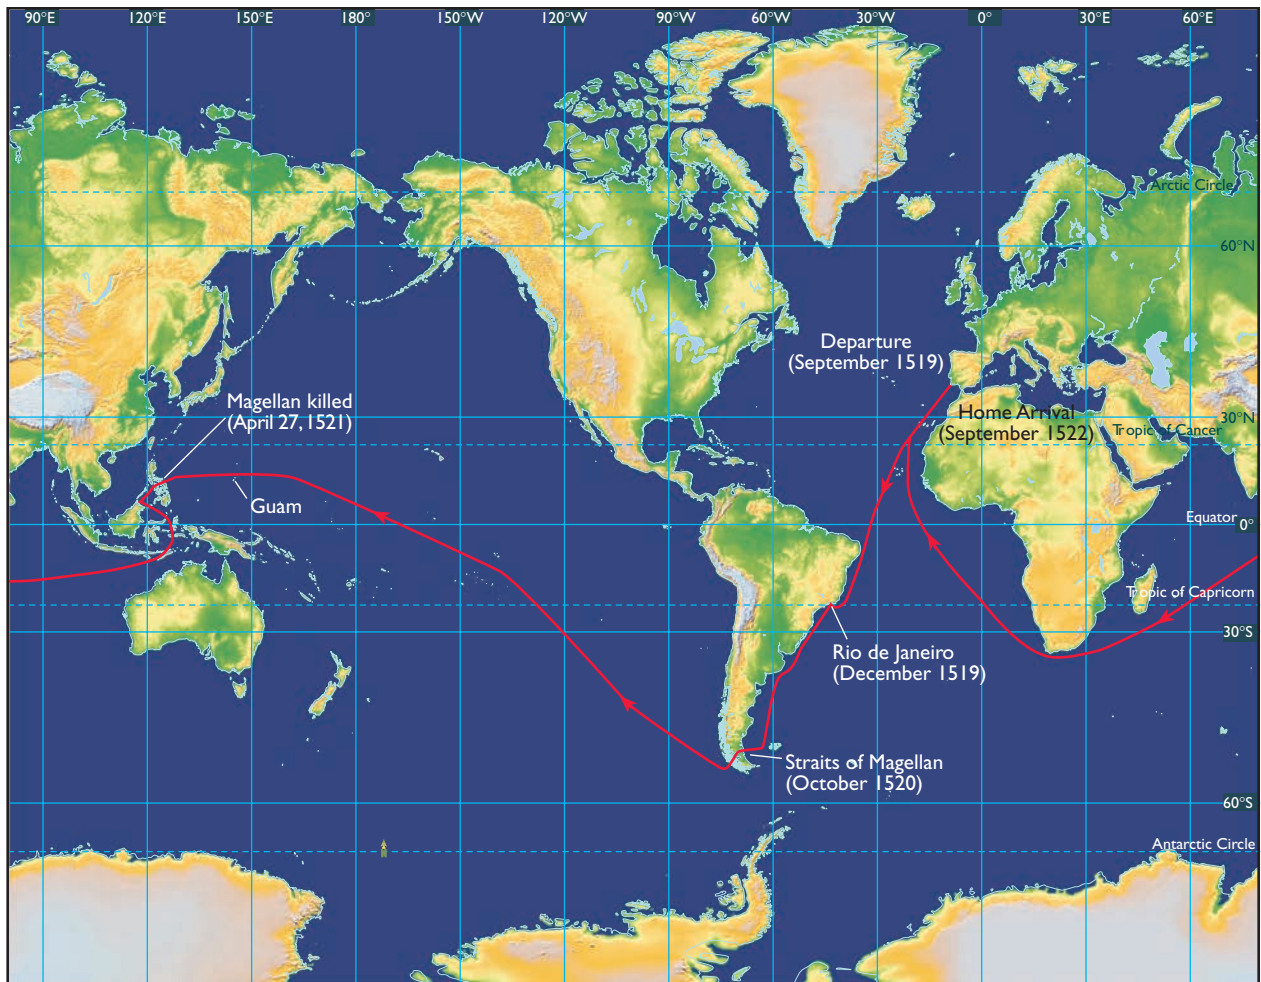 90°E 120°E 150°E 180° 150°W 120°W 90°W 60°W 30°W 0° 30°E 60°E
Arctic Circle
60°N
Departure
(September 1519)
Magellan killed
(April 27, 1521)
Home Arrival
(September 1522)
30°N
Tropic of Cancer
Guam
Equator 0°
Tropic of Capricorn
30°S
Rio de Janeiro
(December 1519)
Straits of Magellan
(October 1520)
60°S
Antarctic Circle